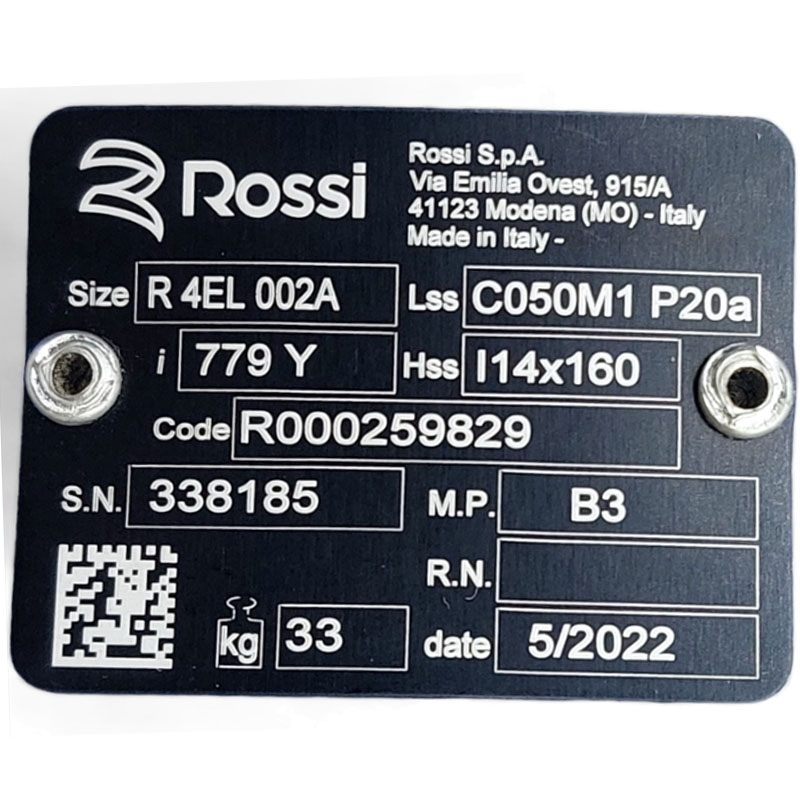 Rossi
Rossi S.p.A.
Via Emilia Ovest, 915/A
41123 Modena (MO) - Italy
Made in Italy -
Size R 4EL 002A Lss C050M1 P20a
i 779 Y Hss I14x160
Code R000259829
S.N. 338185 M.P. B3
R.N.
kg 33 date 5/2022